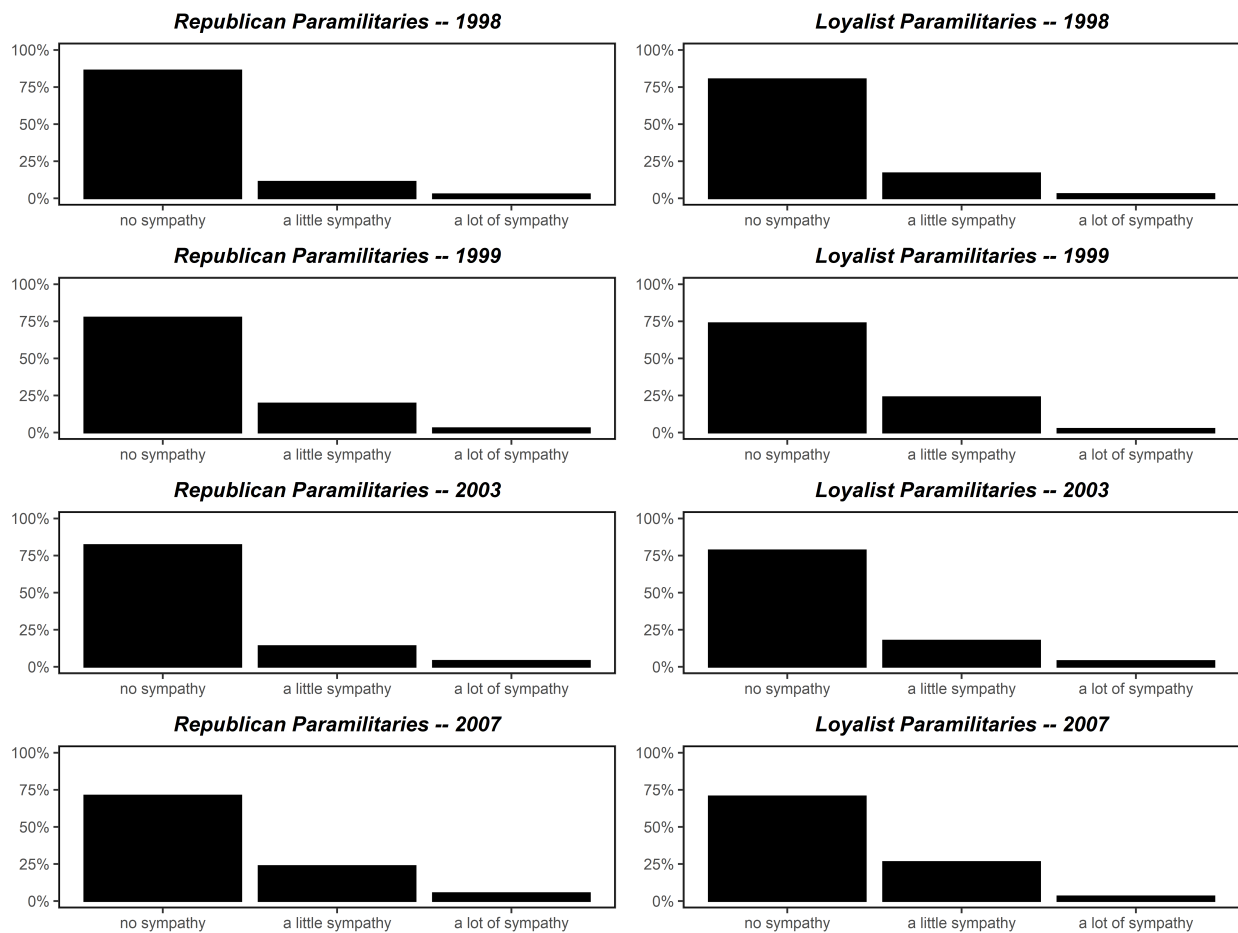 Republican Paramilitaries -- 1998
100%
75%
50%
25%
0%
no sympathy a little sympathy a lot of sympathy
Loyalist Paramilitaries -- 1998
100%
75%
50%
25%
0%
no sympathy a little sympathy a lot of sympathy
Republican Paramilitaries -- 1999
100%
75%
50%
25%
0%
no sympathy a little sympathy a lot of sympathy
Loyalist Paramilitaries -- 1999
100%
75%
50%
25%
0%
no sympathy a little sympathy a lot of sympathy
Republican Paramilitaries -- 2003
100%
75%
50%
25%
0%
no sympathy a little sympathy a lot of sympathy
Loyalist Paramilitaries -- 2003
100%
75%
50%
25%
0%
no sympathy a little sympathy a lot of sympathy
Republican Paramilitaries -- 2007
100%
75%
50%
25%
0%
no sympathy a little sympathy a lot of sympathy
Loyalist Paramilitaries -- 2007
100%
75%
50%
25%
0%
no sympathy a little sympathy a lot of sympathy